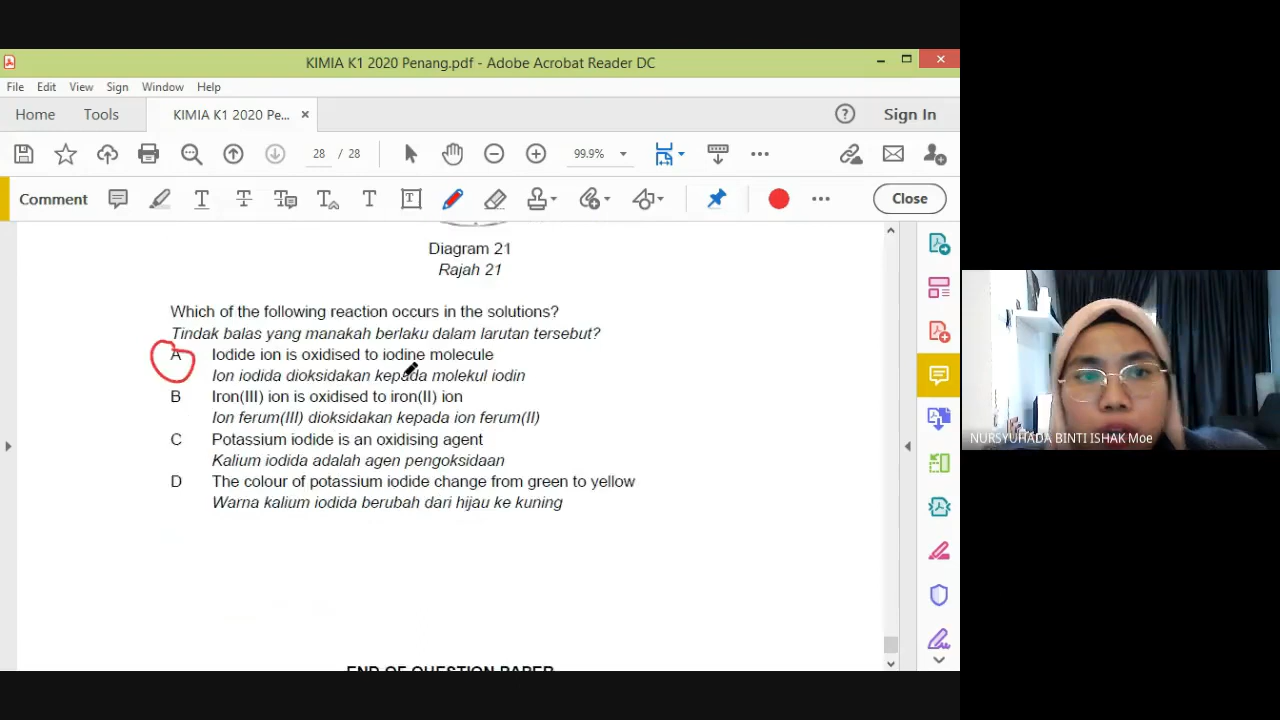 KIMIA K1 2020 Penang.pdf - Adobe Acrobat Reader DC
File Edit View Sign Window Help
Home Tools KIMIA K1 2020 Pe... × Sign In
28 / 28 99.9%
Comment Close
Diagram 21
Rajah 21
Which of the following reaction occurs in the solutions?
Tindak balas yang manakah berlaku dalam larutan tersebut?
A Iodide ion is oxidised to iodine molecule
Ion iodida dioksidakan kepada molekul iodin
B Iron(III) ion is oxidised to iron(II) ion
Ion ferum(III) dioksidakan kepada ion ferum(II)
C Potassium iodide is an oxidising agent
Kalium iodida adalah agen pengoksidaan
D The colour of potassium iodide change from green to yellow
Warna kalium iodida berubah dari hijau ke kuning
END OF QUESTION PAPER
NURSYUHADA BINTI ISHAK Moe